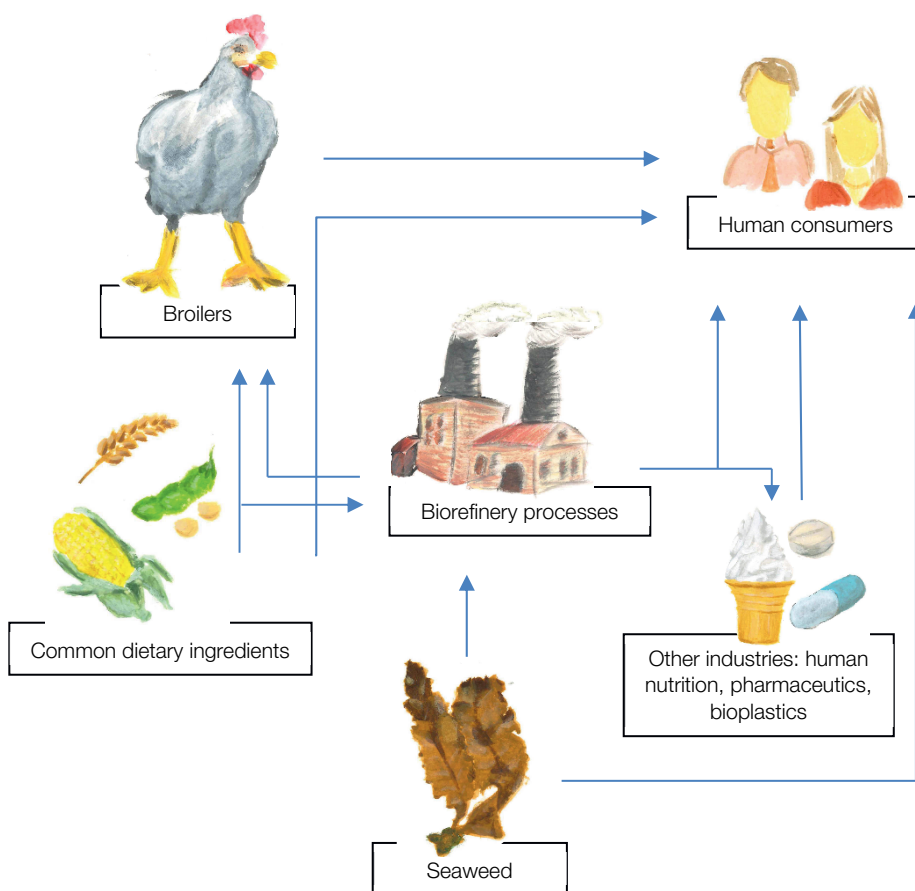 Human consumers
Broilers
Biorefinery processes
Common dietary ingredients
Other industries: human
nutrition, pharmaceutics,
bioplastics
Seaweed